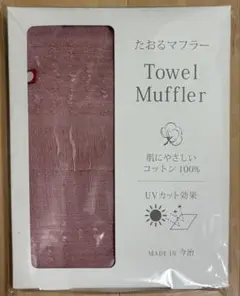 たおるマフラー
Towel
Muffler
肌にやさしい
コットン100%
UVカット効果
MADE IN 今治